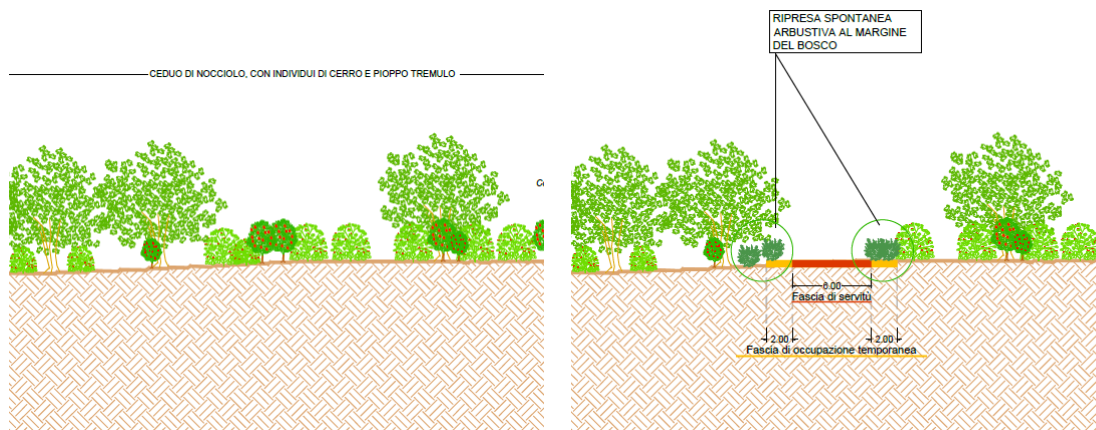 CEDUO DI NOCCIOLO, CON INDIVIDUI DI CERRO E PIOPPO TREMULO
RIPRESA SPONTANEA
ARBUSTIVA AL MARGINE
DEL BOSCO
6.00
Fascia di servitù
2.00
2.00
Fascia di occupazione temporanea